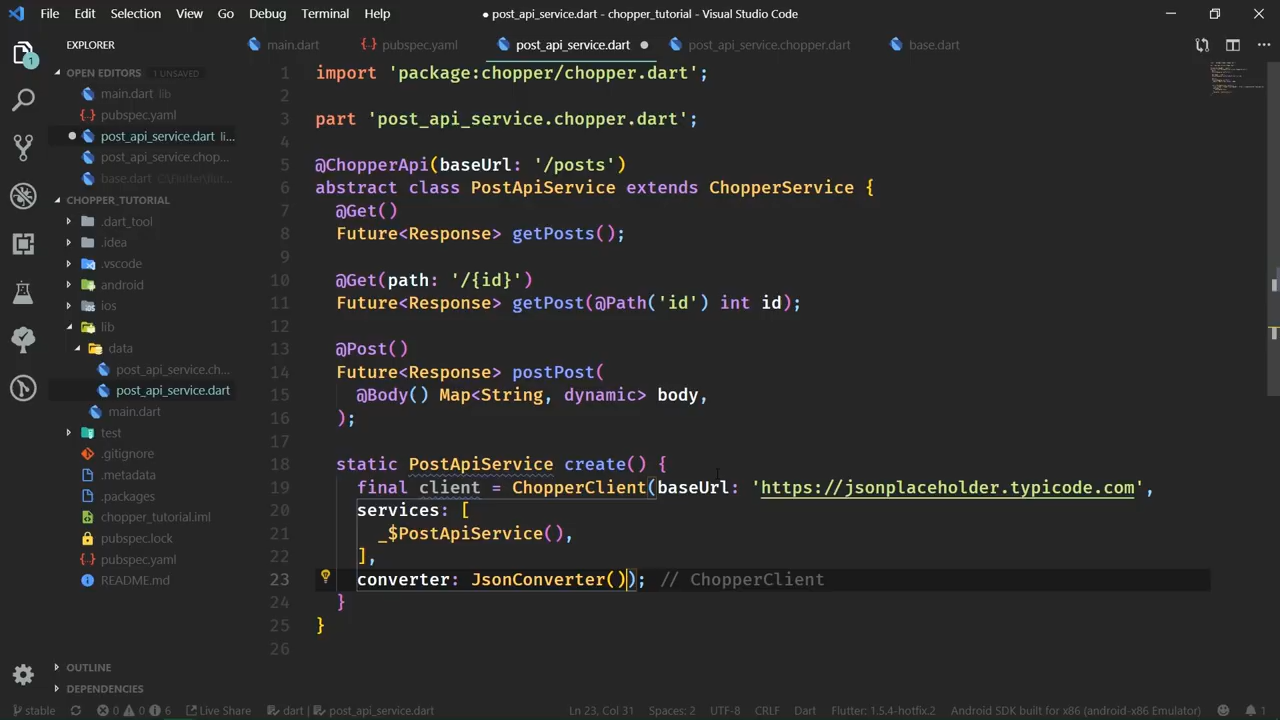 File Edit Selection View Go Debug Terminal Help
● post_api_service.dart - chopper_tutorial - Visual Studio Code
EXPLORER
main.dart pubspec.yaml post_api_service.dart post_api_service.chopper.dart base.dart
OPEN EDITORS 1 UNSAVED
main.dart lib
pubspec.yaml
post_api_service.dart li...
post_api_service.chop...
base.dart C:\flutter\flut...
CHOPPER_TUTORIAL
.dart_tool
.idea
.vscode
android
ios
lib
data
post_api_service.ch...
post_api_service.dart
main.dart
test
.gitignore
.metadata
.packages
chopper_tutorial.iml
pubspec.lock
pubspec.yaml
README.md
OUTLINE
DEPENDENCIES
1 import 'package:chopper/chopper.dart';
2
3 part 'post_api_service.chopper.dart';
4
5 @ChopperApi(baseUrl: '/posts')
6 abstract class PostApiService extends ChopperService {
7 @Get()
8 Future<Response> getPosts();
9
10 @Get(path: '/{id}')
11 Future<Response> getPost(@Path('id') int id);
12
13 @Post()
14 Future<Response> postPost(
15 @Body() Map<String, dynamic> body,
16 );
17
18 static PostApiService create() {
19 final client = ChopperClient(baseUrl: 'https://jsonplaceholder.typicode.com',
20 services: [
21 _$PostApiService(),
22 ],
23 converter: JsonConverter()); // ChopperClient
24 }
25 }
26
stable 0 0 6 Live Share dart | post_api_service.dart Ln 23, Col 31 Spaces: 2 UTF-8 CRLF Dart Flutter: 1.5.4-hotfix.2 Android SDK built for x86 (android-x86 Emulator) 1